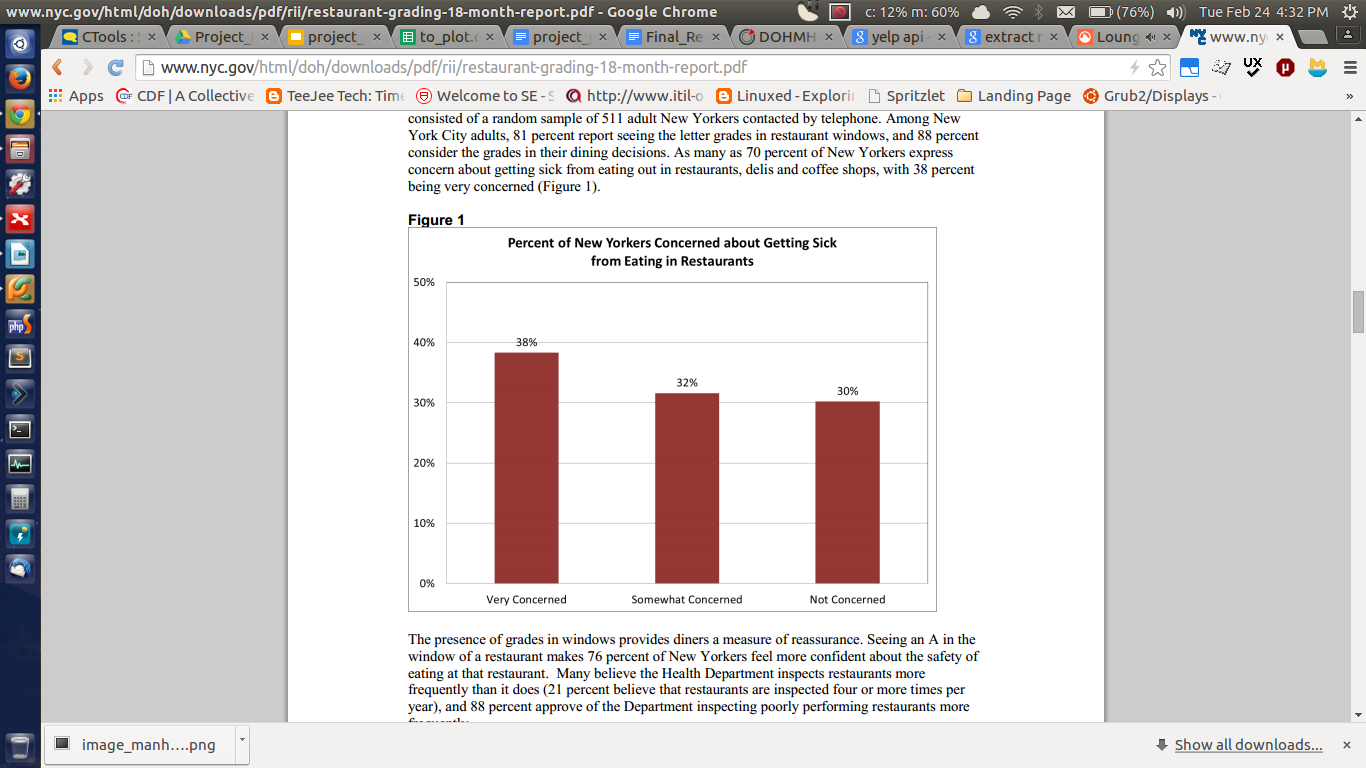 www.nyc.gov/html/doh/downloads/pdf/rii/restaurant-grading-18-month-report.pdf - Google Chrome
c: 12% m: 60%
(76%)
Tue Feb 24 4:32 PM
CTools :
Project_
project_
to_plot.
project_
Final_Re
DOHMH
yelp api
extract
Loung
www.ny
www.nyc.gov/html/doh/downloads/pdf/rii/restaurant-grading-18-month-report.pdf
Apps
CDF | A Collective
TeeJee Tech: Tim
Welcome to SE -
http://www.itil-o
Linuxed - Explori
Spritzlet
Landing Page
Grub2/Displays -
»
consisted of a random sample of 511 adult New Yorkers contacted by telephone. Among New
York City adults, 81 percent report seeing the letter grades in restaurant windows, and 88 percent
consider the grades in their dining decisions. As many as 70 percent of New Yorkers express
concern about getting sick from eating out in restaurants, delis and coffee shops, with 38 percent
being very concerned (Figure 1).
Figure 1
Percent of New Yorkers Concerned about Getting Sick
from Eating in Restaurants
50%
40%
30%
20%
10%
0%
38%
32%
30%
Very Concerned
Somewhat Concerned
Not Concerned
The presence of grades in windows provides diners a measure of reassurance. Seeing an A in the
window of a restaurant makes 76 percent of New Yorkers feel more confident about the safety of
eating at that restaurant. Many believe the Health Department inspects restaurants more
frequently than it does (21 percent believe that restaurants are inspected four or more times per
year), and 88 percent approve of the Department inspecting poorly performing restaurants more
image_manh....png
Show all downloads...